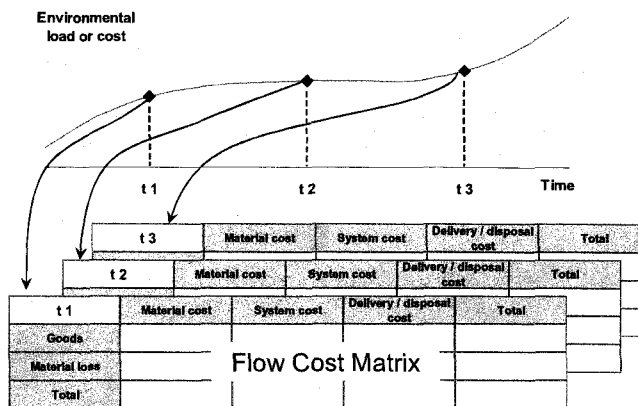 Environmental
load or cost
t 1
t 2
t 3
Time
t 3
Material cost
System cost
Delivery / disposal
cost
Total
t 2
Material cost
System cost
Delivery / disposal
cost
Total
t 1
Material cost
System cost
Delivery / disposal
cost
Total
Goods
Material loss
Total
Flow Cost Matrix